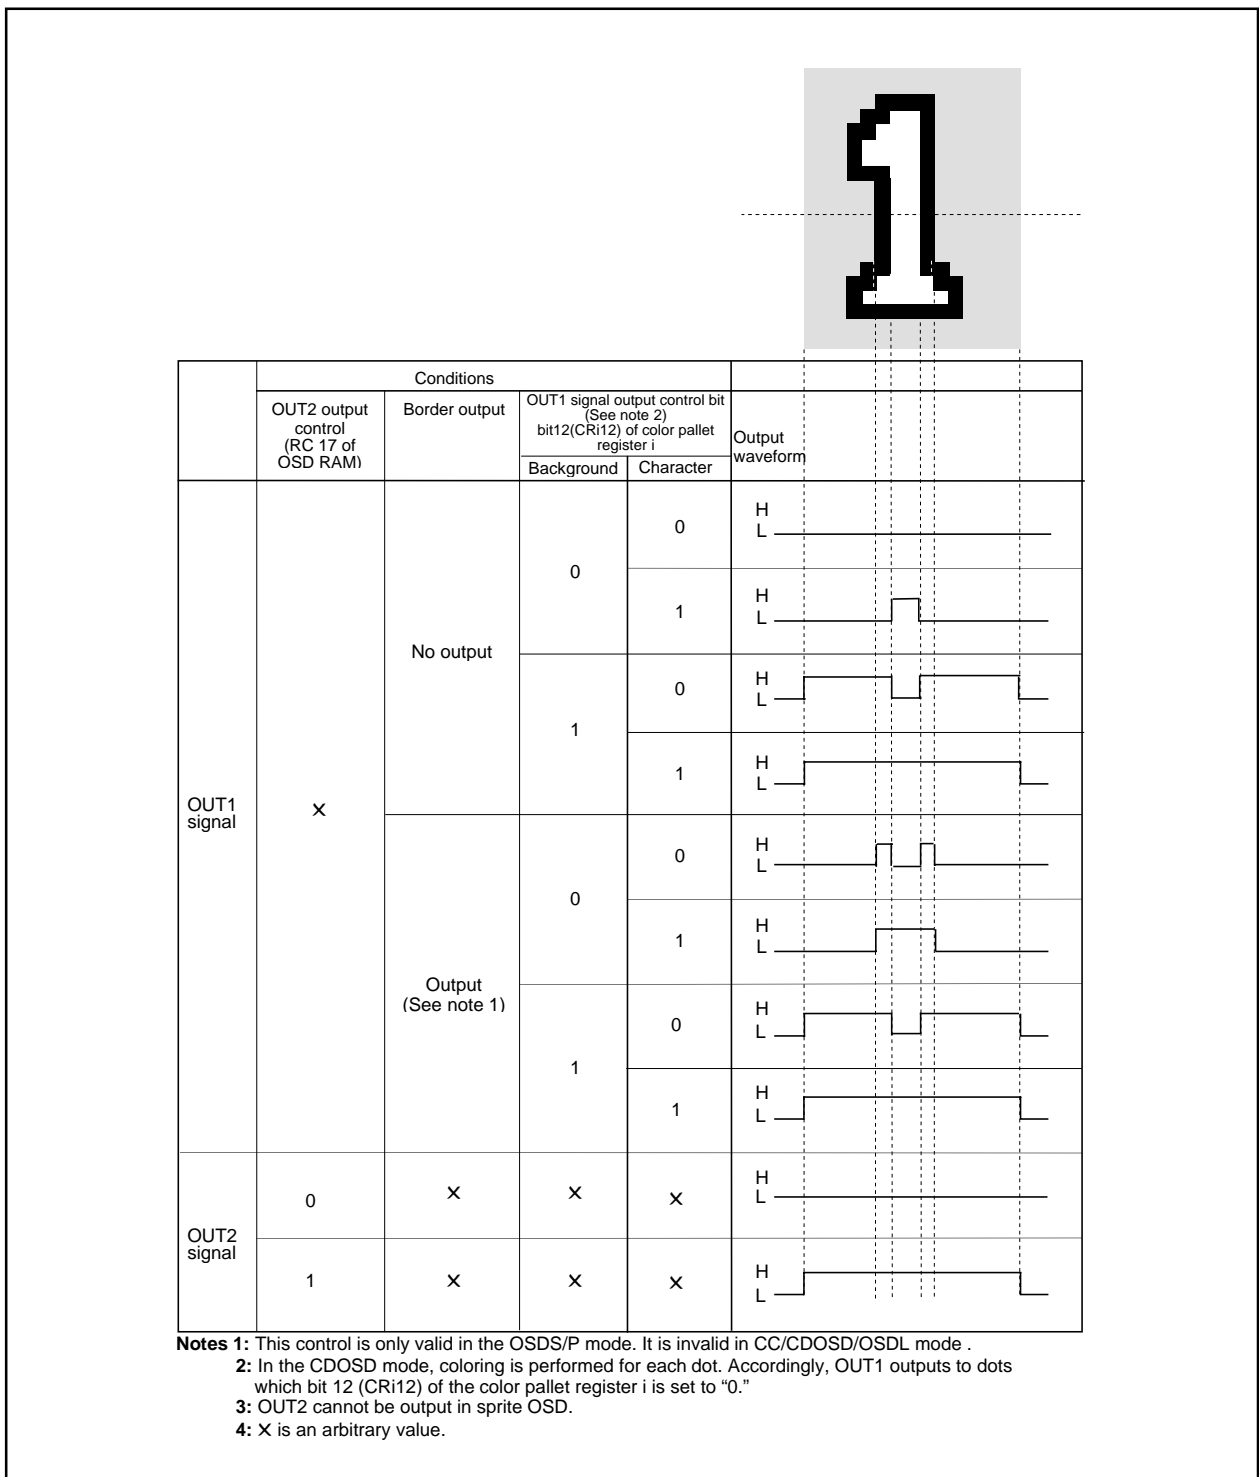 Conditions
OUT2 output
control
(RC 17 of
OSD RAM)
Border output
OUT1 signal output control bit
(See note 2)
bit12(CRi12) of color pallet
register i
Background
Character
Output
waveform
OUT1
signal
×
No output
0
0
H
L
1
H
L
1
0
H
L
1
H
L
Output
(See note 1)
0
0
H
L
1
H
L
1
0
H
L
1
H
L
OUT2
signal
0
×
×
×
H
L
1
×
×
×
H
L
Notes 1: This control is only valid in the OSDS/P mode. It is invalid in CC/CDOSD/OSDL mode .
2: In the CDOSD mode, coloring is performed for each dot. Accordingly, OUT1 outputs to dots
which bit 12 (CRi12) of the color pallet register i is set to “0.”
3: OUT2 cannot be output in sprite OSD.
4: × is an arbitrary value.